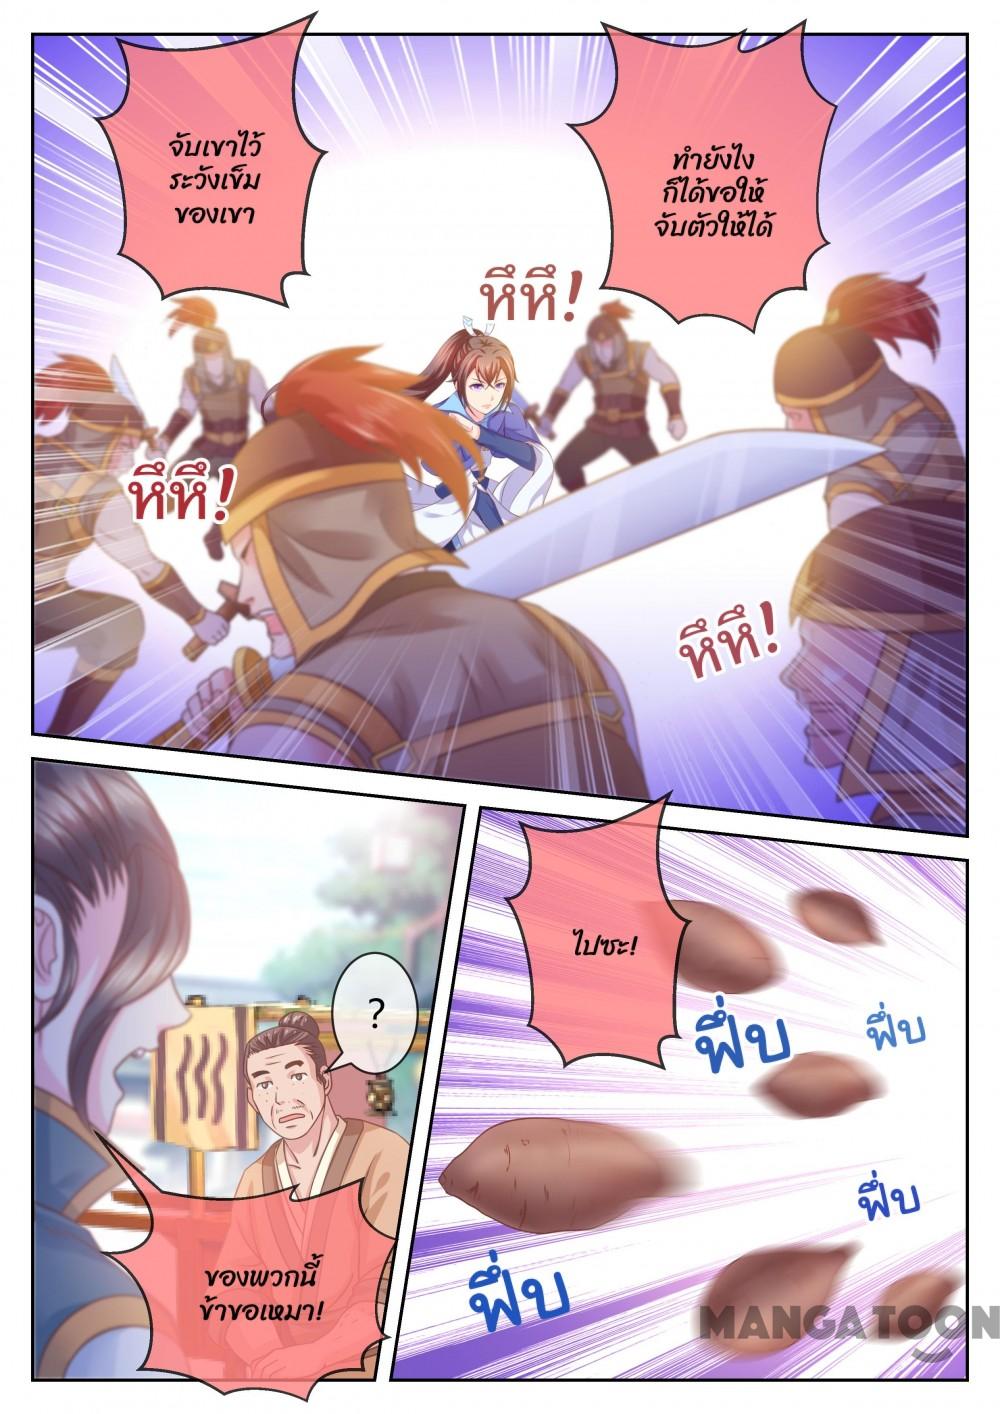 จับเขาไว้
ระวังเข็ม
ของเขา
ทำยังไง
ก็ได้ขอให้
จับตัวให้ได้
หึหึ!
หึหึ!
หึหึ!
?
ของพวกนี้
ข้าขอเหมา!
ไปซะ!
ฟึ่บ
ฟึ่บ
ฟึ่บ
ฟึ่บ
MANGATOON